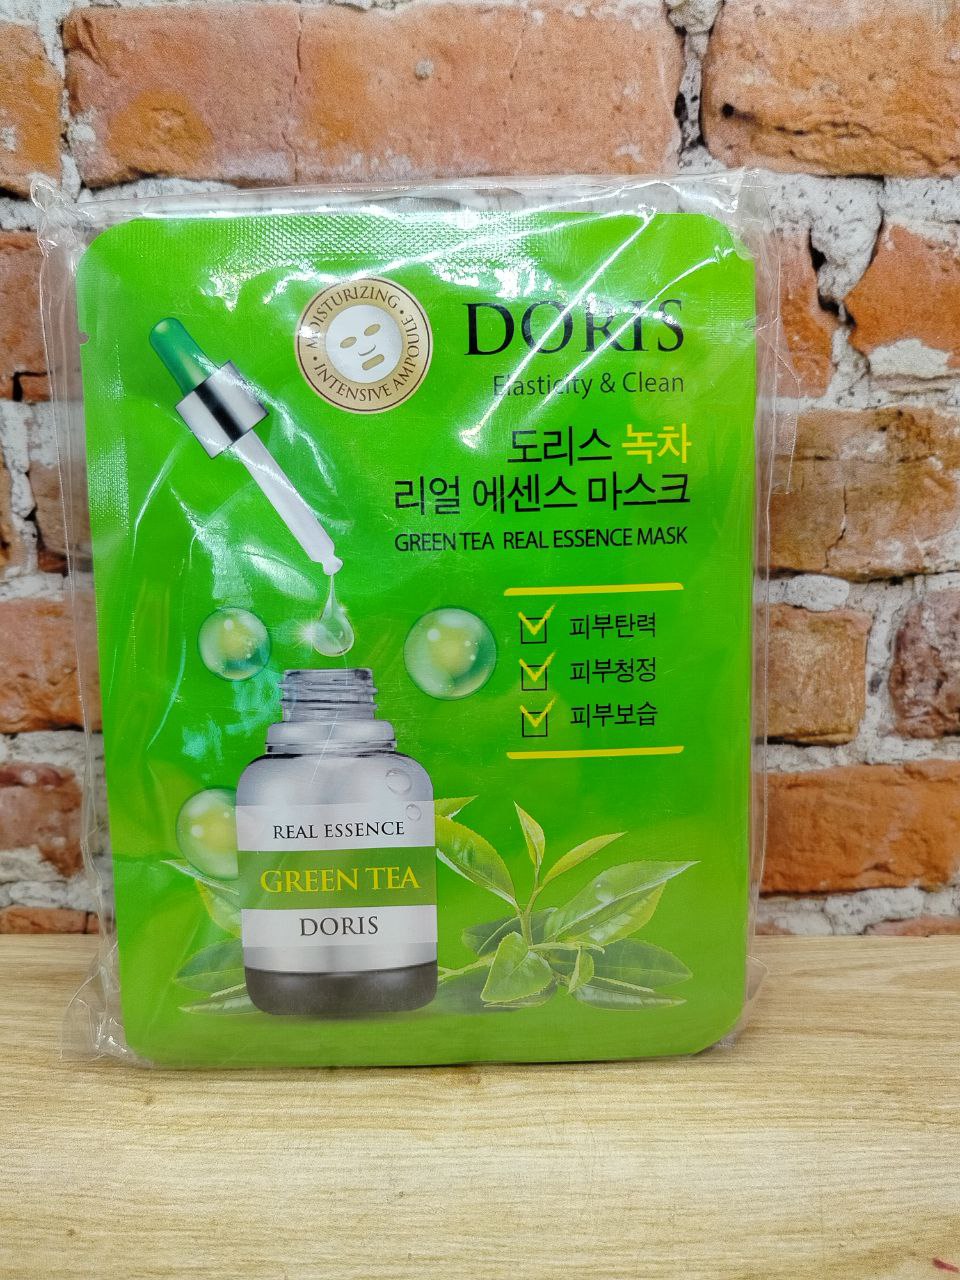 MOISTURIZING
INTENSIVE AMPOULE
DORIS
Elasticity & Clean
도리스 녹차
리얼 에센스 마스크
GREEN TEA REAL ESSENCE MASK
피부탄력
피부청정
피부보습
REAL ESSENCE
GREEN TEA
DORIS